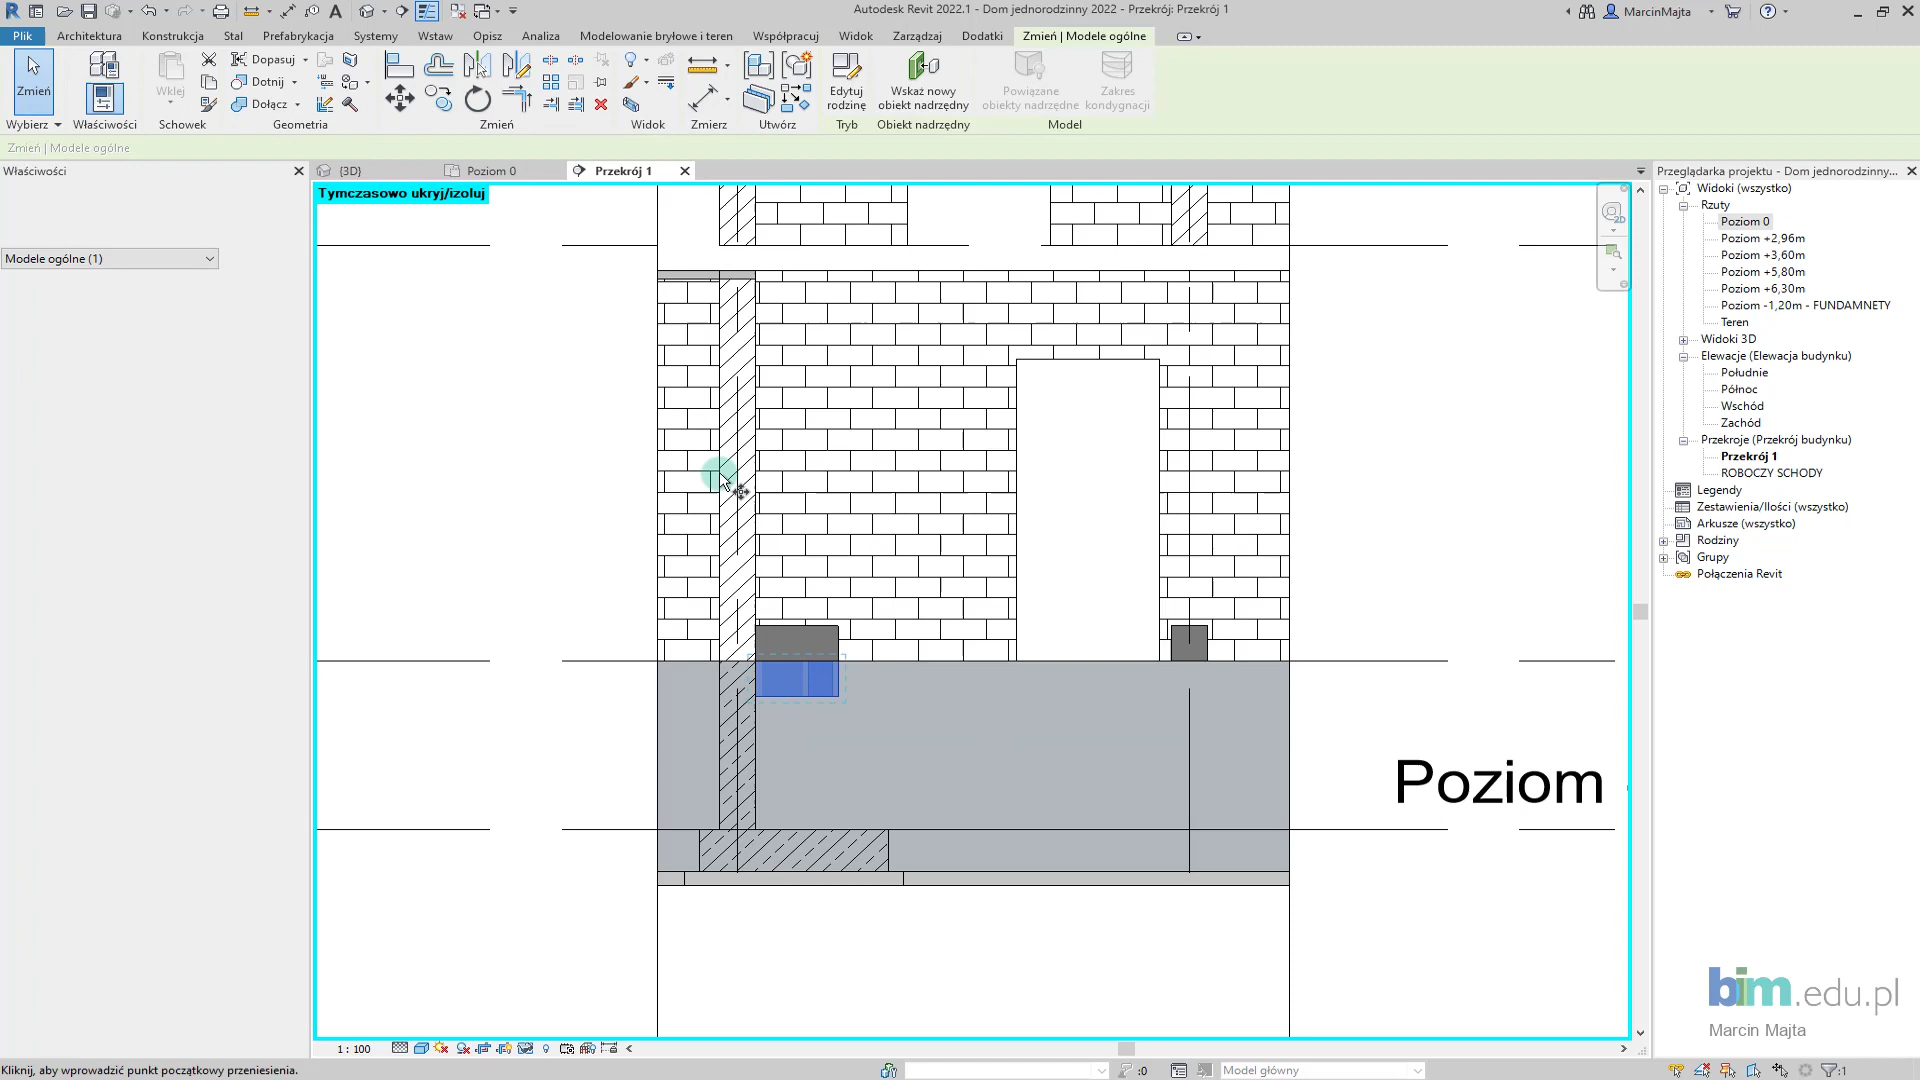 Autodesk Revit 2022.1 - Dom jednorodzinny 2022 - Przekrój: Przekrój 1
MarcinMajta
Plik
Architektura
Konstrukcja
Stal
Prefabrykacja
Systemy
Wstaw
Opisz
Analiza
Modelowanie bryłowe i teren
Współpracuj
Widok
Zarządzaj
Dodatki
Zmień | Modele ogólne
Zmień
Wklej
Dopasuj
Dotnij
Dołącz
Edytuj
rodzinę
Wskaż nowy
obiekt nadrzędny
Powiązane
obiekty nadrzędne
Zakres
kondygnacji
Wybierz
Właściwości
Schowek
Geometria
Zmień
Widok
Zmierz
Utwórz
Tryb
Obiekt nadrzędny
Model
Zmień | Modele ogólne
Właściwości
{3D}
Poziom 0
Przekrój 1
Przeglądarka projektu - Dom jednorodzinny...
Tymczasowo ukryj/izoluj
Modele ogólne (1)
2D
Widoki (wszystko)
Rzuty
Poziom 0
Poziom +2,96m
Poziom +3,60m
Poziom +5,80m
Poziom +6,30m
Poziom -1,20m - FUNDAMNETY
Teren
Widoki 3D
Elewacje (Elewacja budynku)
Południe
Północ
Wschód
Zachód
Przekroje (Przekrój budynku)
Przekrój 1
ROBOCZY SCHODY
Legendy
Zestawienia/Ilości (wszystko)
Arkusze (wszystko)
Rodziny
Grupy
Połączenia Revit
Poziom
bim.edu.pl
Marcin Majta
1 : 100
Kliknij, aby wprowadzić punkt początkowy przeniesienia.
:0
Model główny
:1